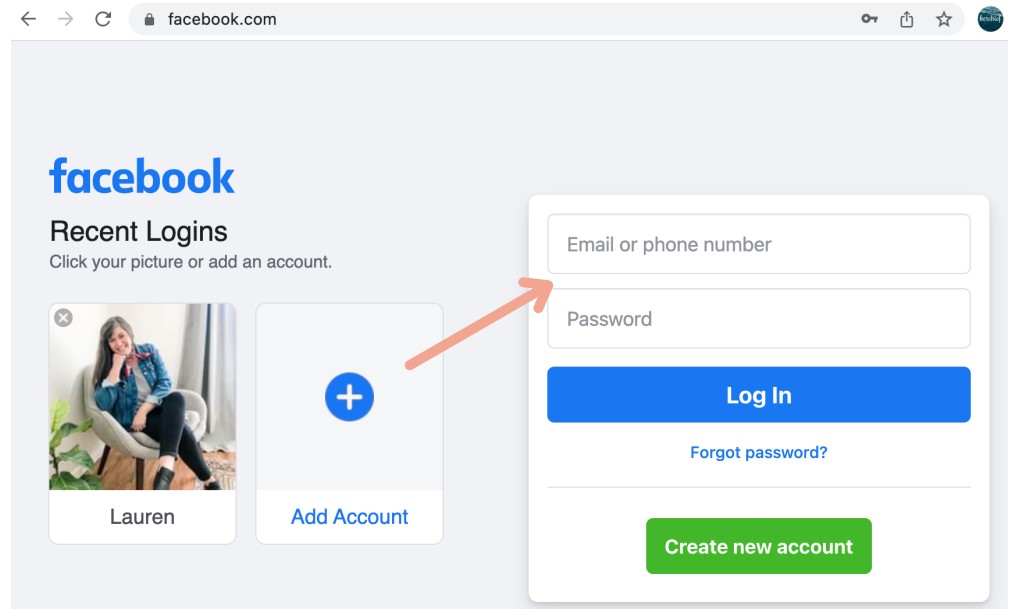 facebook.com
facebook
Recent Logins
Click your picture or add an account.
Lauren
Add Account
Email or phone number
Password
Log In
Forgot password?
Create new account